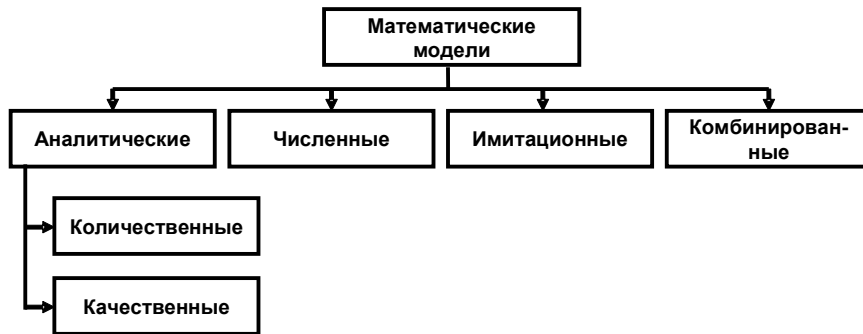 Математические
модели
Аналитические
Численные
Имитационные
Комбинирован-
ные
Количественные
Качественные